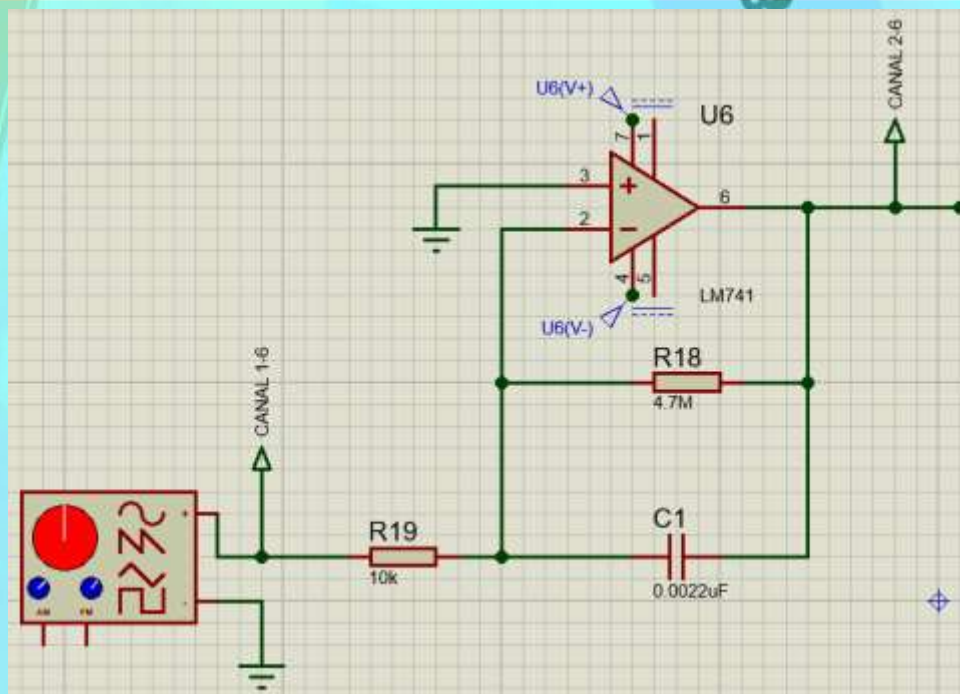 CANAL 2-6
U6(V+)
U6
7
1
3
+
6
2
−
4
5
LM741
U6(V-)
R18
4.7M
CANAL 1-6
R19
10k
C1
0.0022uF
+
-
AM
FM